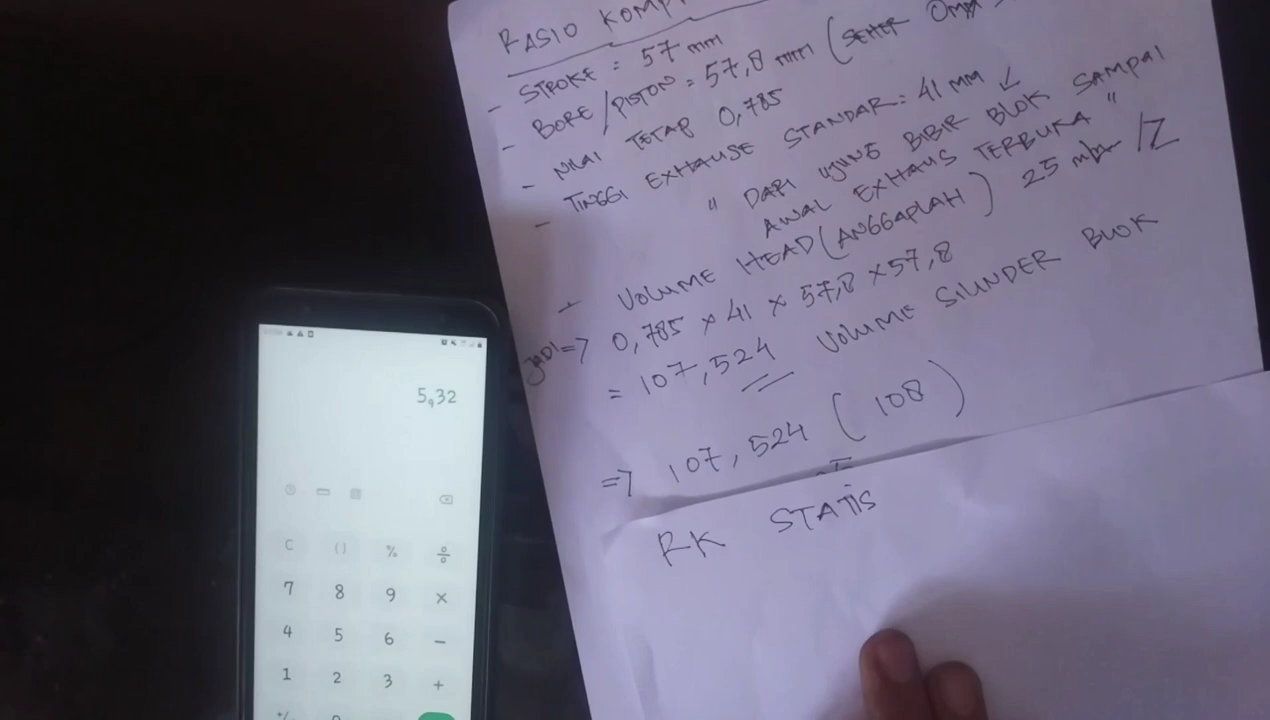 RASIO KOMP
- STROKE : 57 mm
- BORE/PISTON = 57,8 mm (SEHER
- NILAI TETAP 0,785
- TINGGI EXHAUSE STANDAR : 41 MM ↙
" DARI UJUNG BIBIR BLOK SAMPAI
AWAL EXHAUS TERBUKA "
- VOLUME HEAD (ANGGAPLAH) 25 mbr /Z
JADI => 0,785 x 41 x 57,8 x 57,8
= 107,524 VOLUME SILINDER BLOK
=> 107,524 ( 108 )
RK STATIS
5,32
C ( ) % ÷
7 8 9 ×
4 5 6 −
1 2 3 +